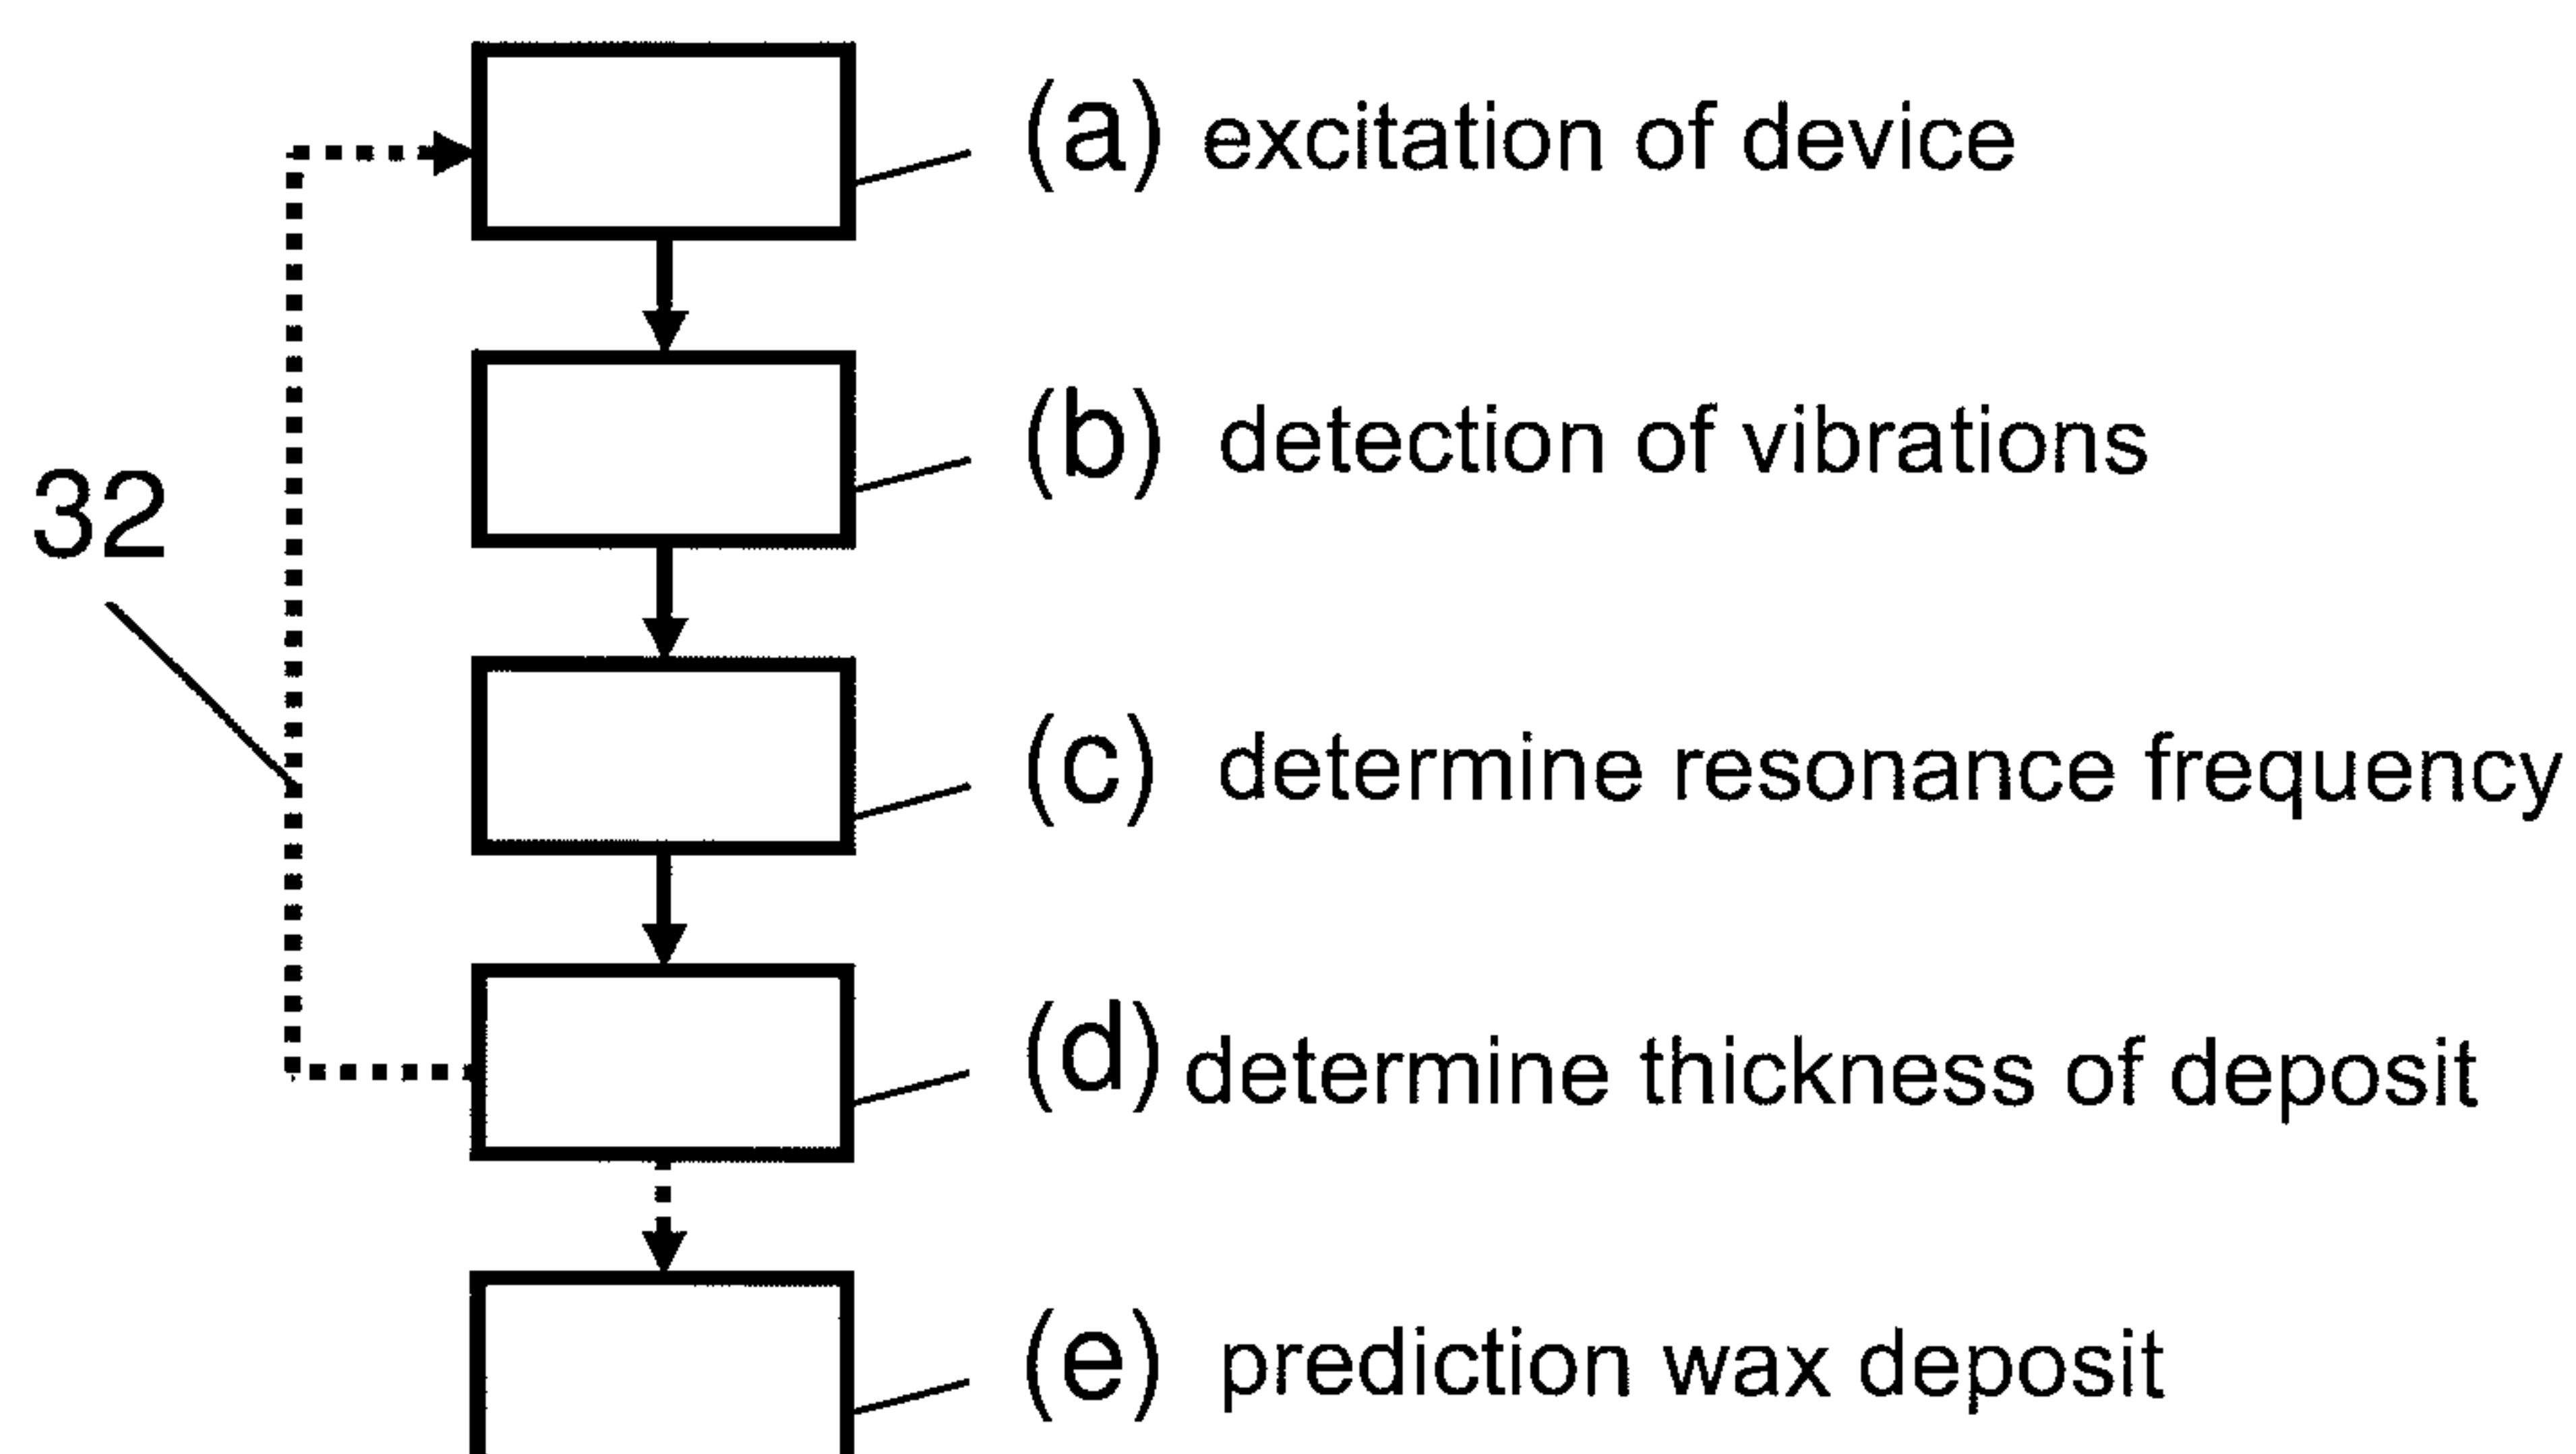 (a) excitation of device
(b) detection of vibrations
32
(c) determine resonance frequency
(d) determine thickness of deposit
(e) prediction wax deposit